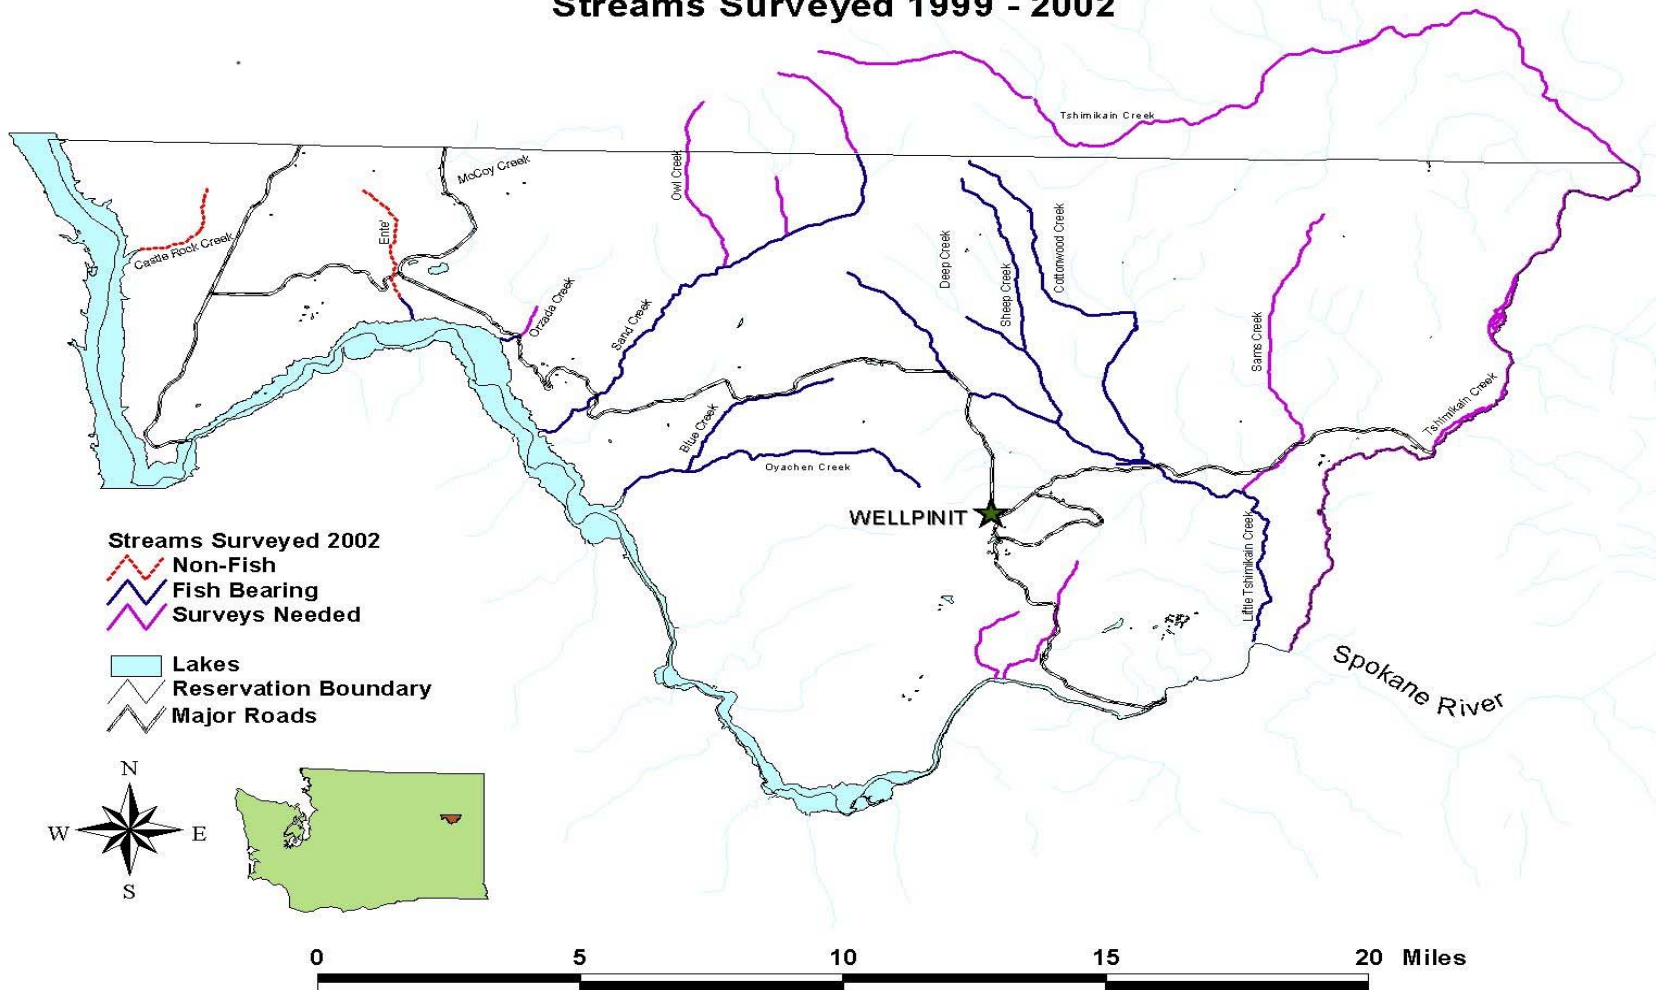 Streams Surveyed 1999 - 2002
Tshimikain Creek
McCoy Creek
Owl Creek
Castle Rock Creek
Ente'
Orzada Creek
Sand Creek
Deep Creek
Sheep Creek
Cottonwood Creek
Sams Creek
Blue Creek
Tshimikain Creek
Oyachen Creek
WELLPINIT
Little Tshimikain Creek
Spokane River
Streams Surveyed 2002
Non-Fish
Fish Bearing
Surveys Needed
Lakes
Reservation Boundary
Major Roads
N
W E
S
0 5 10 15 20 Miles